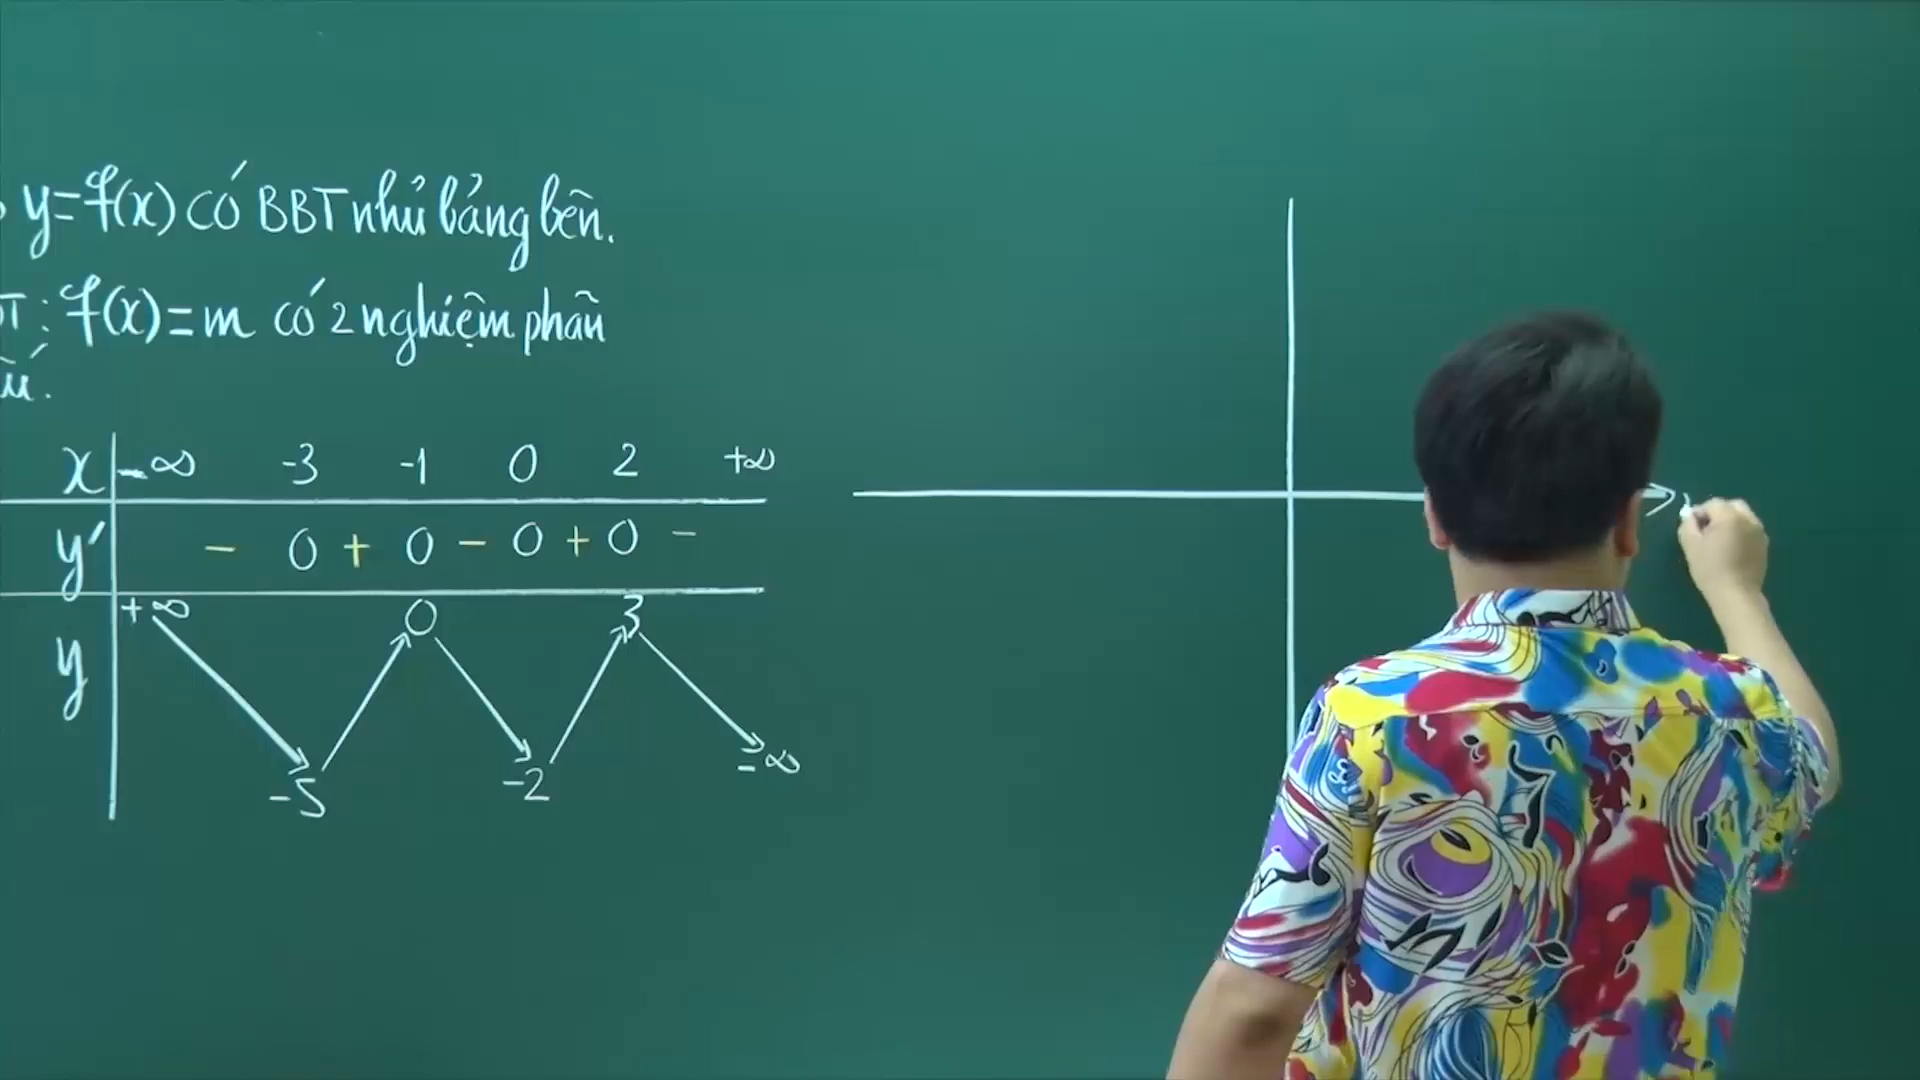 y=f(x) có BBT như bảng bên.
: f(x)=m có 2 nghiệm phân
x -∞ -3 -1 0 2 +∞
y' - 0 + 0 - 0 + 0 -
+∞ 0 3
y
-5 -2 -∞